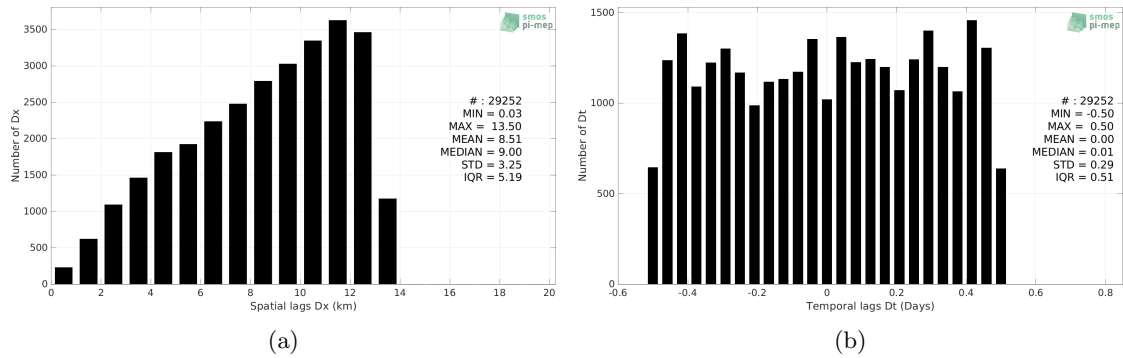 smos
pi-mep
Number of Dx
3500
3000
2500
2000
1500
1000
500
0
# : 29252
MIN = 0.03
MAX = 13.50
MEAN = 8.51
MEDIAN = 9.00
STD = 3.25
IQR = 5.19
0 2 4 6 8 10 12 14 16 18 20
Spatial lags Dx (km)
(a)
smos
pi-mep
Number of Dt
1500
1000
500
0
# : 29252
MIN = -0.50
MAX = 0.50
MEAN = 0.00
MEDIAN = 0.01
STD = 0.29
IQR = 0.51
-0.6 -0.4 -0.2 0 0.2 0.4 0.6 0.8
Temporal lags Dt (Days)
(b)